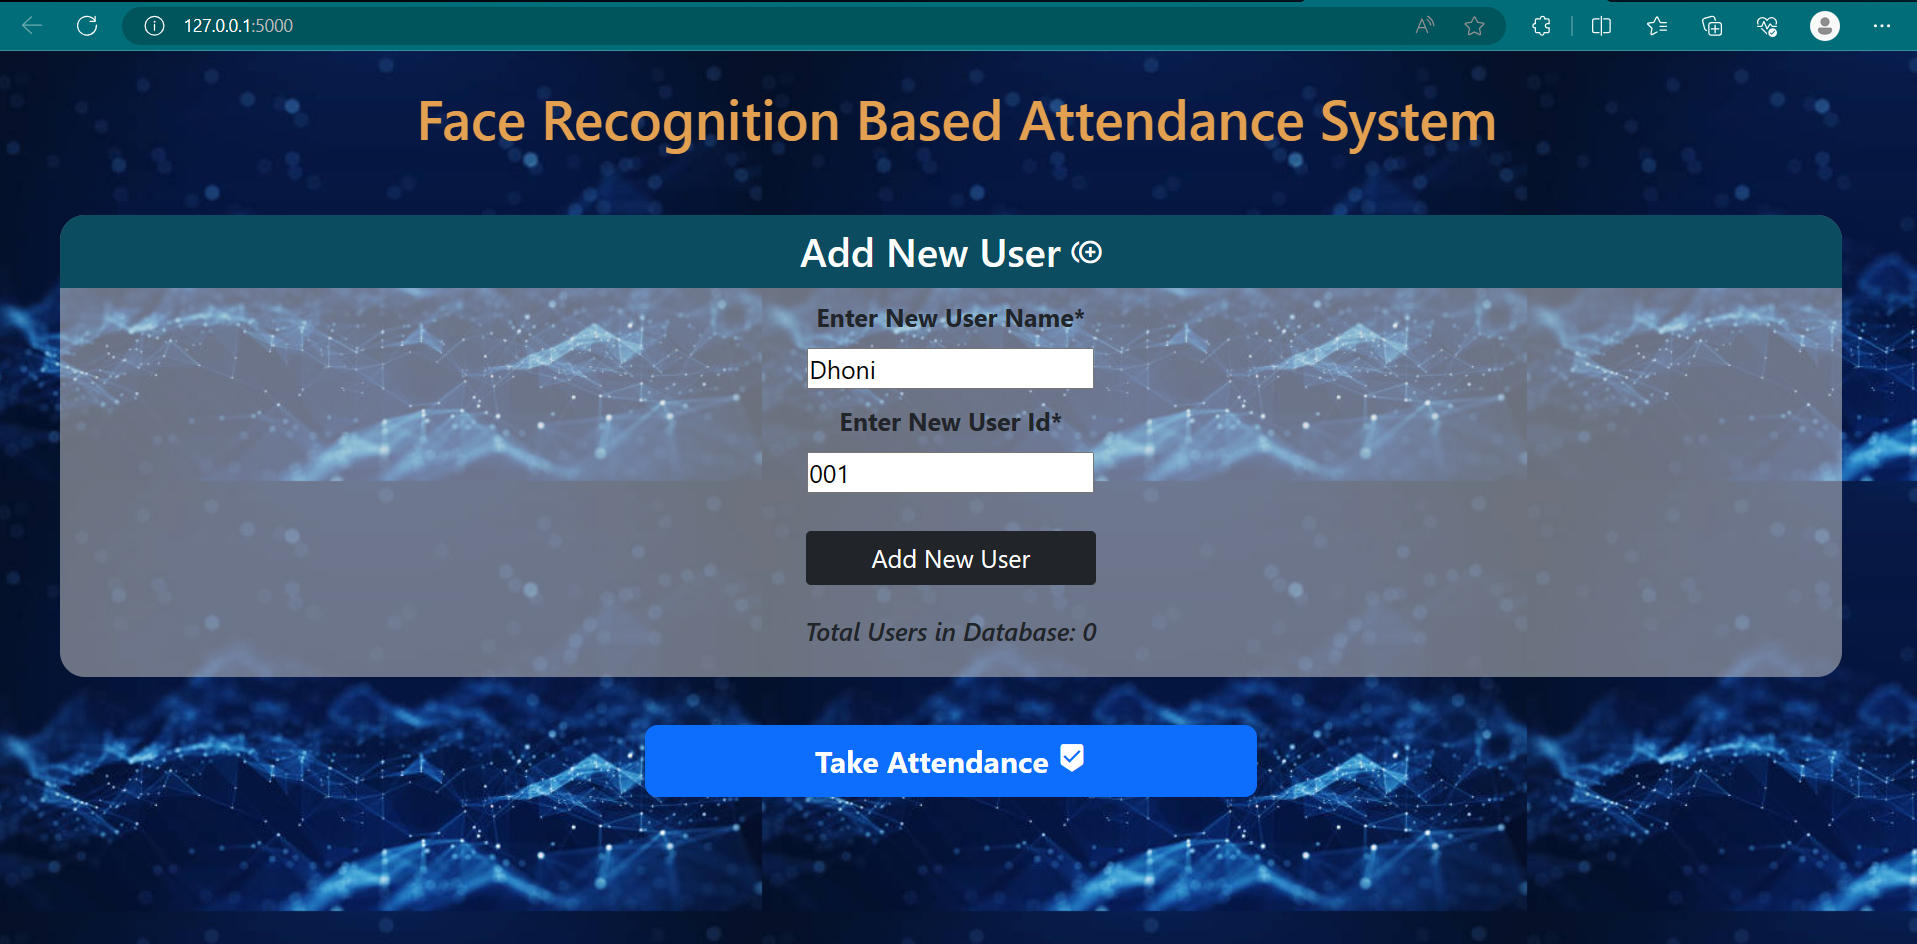 127.0.0.1:5000
Face Recognition Based Attendance System
Add New User
Enter New User Name*
Dhoni
Enter New User Id*
001
Add New User
Total Users in Database: 0
Take Attendance